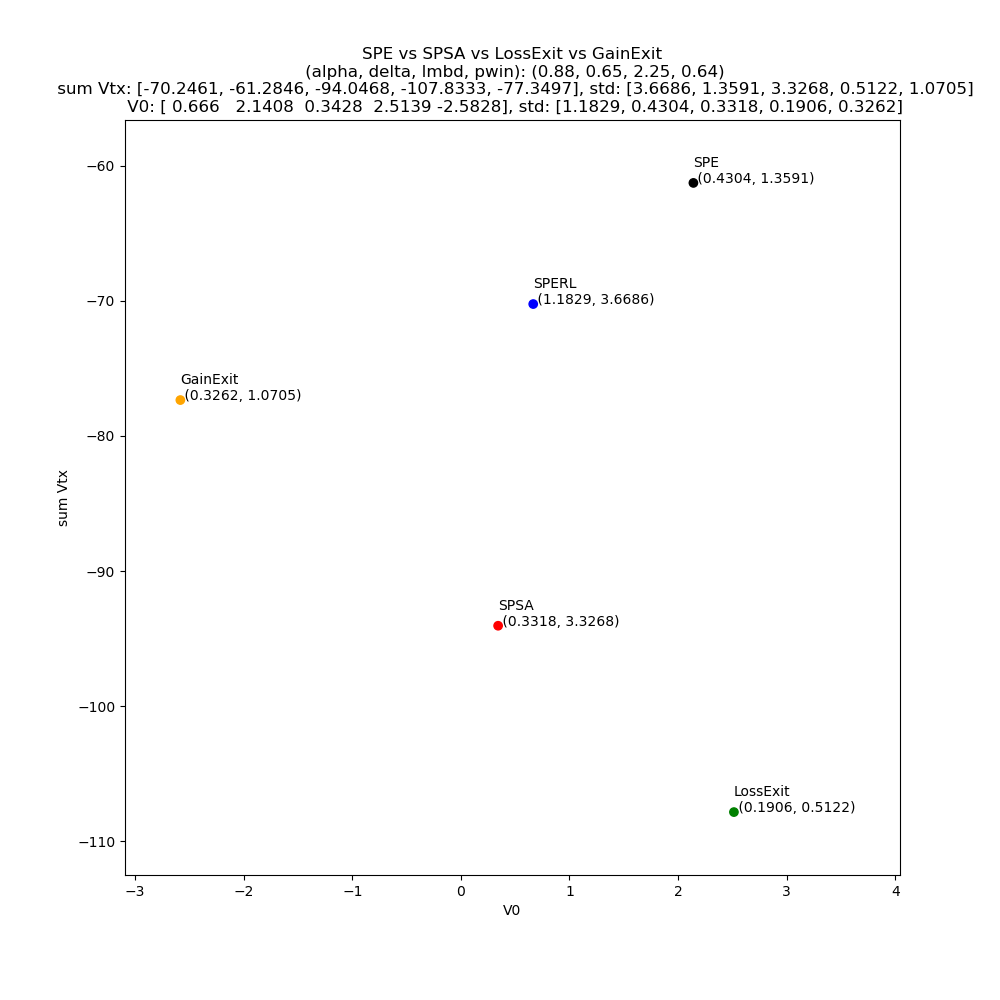 SPE vs SPSA vs LossExit vs GainExit
(alpha, delta, lmbd, pwin): (0.88, 0.65, 2.25, 0.64)
sum Vtx: [-70.2461, -61.2846, -94.0468, -107.8333, -77.3497], std: [3.6686, 1.3591, 3.3268, 0.5122, 1.0705]
V0: [ 0.666   2.1408  0.3428  2.5139 -2.5828], std: [1.1829, 0.4304, 0.3318, 0.1906, 0.3262]
−60
SPE
(0.4304, 1.3591)
SPERL
(1.1829, 3.6686)
−70
GainExit
(0.3262, 1.0705)
−80
sum Vtx
−90
SPSA
(0.3318, 3.3268)
−100
LossExit
(0.1906, 0.5122)
−110
−3 −2 −1 0 1 2 3 4
V0